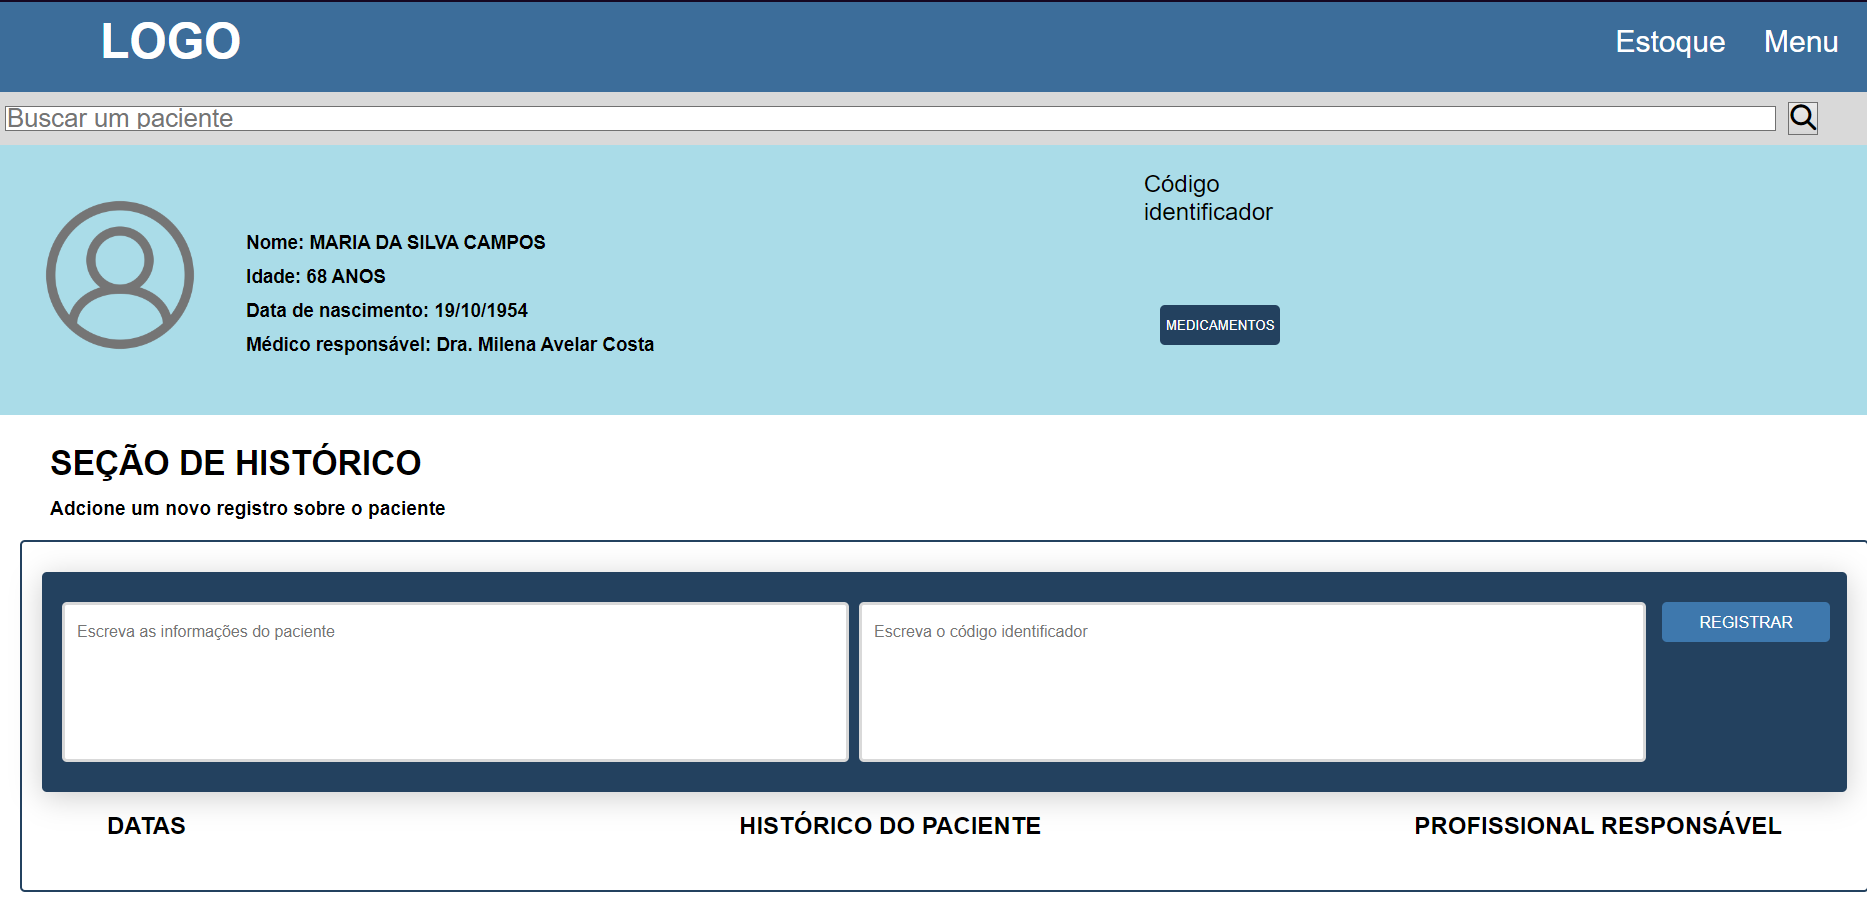 LOGO
Estoque
Menu
Buscar um paciente
Código
identificador
Nome: MARIA DA SILVA CAMPOS
Idade: 68 ANOS
Data de nascimento: 19/10/1954
Médico responsável: Dra. Milena Avelar Costa
MEDICAMENTOS
SEÇÃO DE HISTÓRICO
Adcione um novo registro sobre o paciente
Escreva as informações do paciente
Escreva o código identificador
REGISTRAR
DATAS
HISTÓRICO DO PACIENTE
PROFISSIONAL RESPONSÁVEL